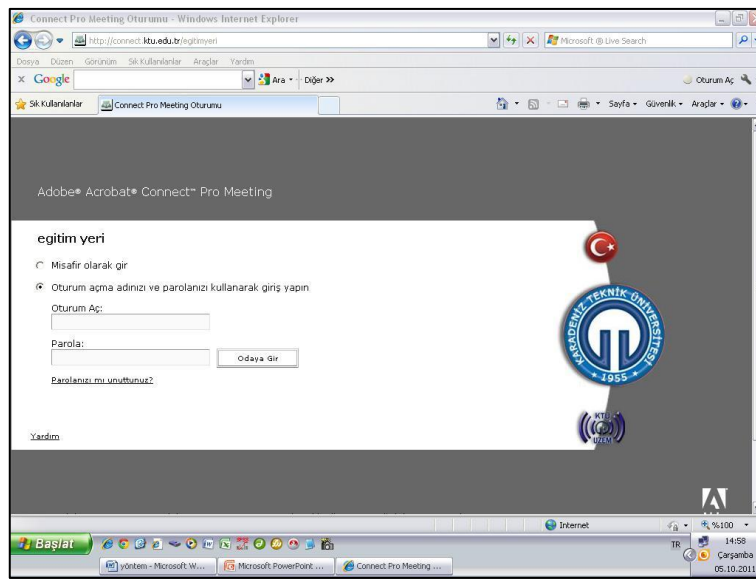 Connect Pro Meeting Oturumu - Windows Internet Explorer
http://connect.ktu.edu.tr/egitimyeri
Microsoft ® Live Search
Dosya Düzen Görünüm Sık Kullanılanlar Araçlar Yardım
x Google Ara Diğer >> Oturum Aç
Sık Kullanılanlar Connect Pro Meeting Oturumu Sayfa Güvenlik Araçlar
Adobe® Acrobat® Connect™ Pro Meeting
egitim yeri
Misafir olarak gir
Oturum açma adınızı ve parolanızı kullanarak giriş yapın
Oturum Aç:
Parola:
Odaya Gir
Parolanızı mı unuttunuz?
Yardım
KARADENİZ TEKNİK ÜNİVERSİTESİ
1955
KTÜ
UZEM
Internet %100
Başlat TR 14:58
Çarşamba
yöntem - Microsoft W... Microsoft PowerPoint ... Connect Pro Meeting ... 05.10.2011